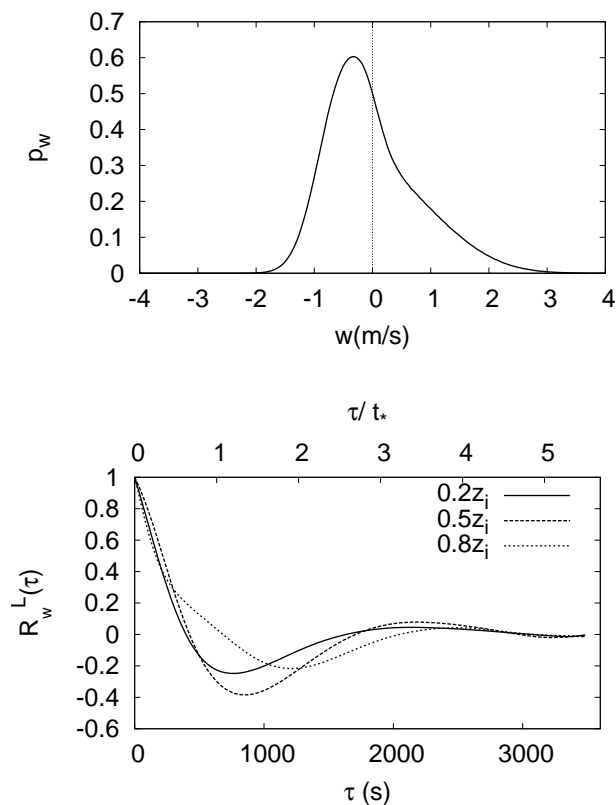 0.7
0.6
0.5
0.4
0.3
0.2
0.1
0
p_w
-4 -3 -2 -1 0 1 2 3 4
w(m/s)
τ/ t_*
0 1 2 3 4 5
1
0.8
0.6
0.4
0.2
0
-0.2
-0.4
-0.6
R_w^L(τ)
0.2z_i
0.5z_i
0.8z_i
0 1000 2000 3000
τ (s)